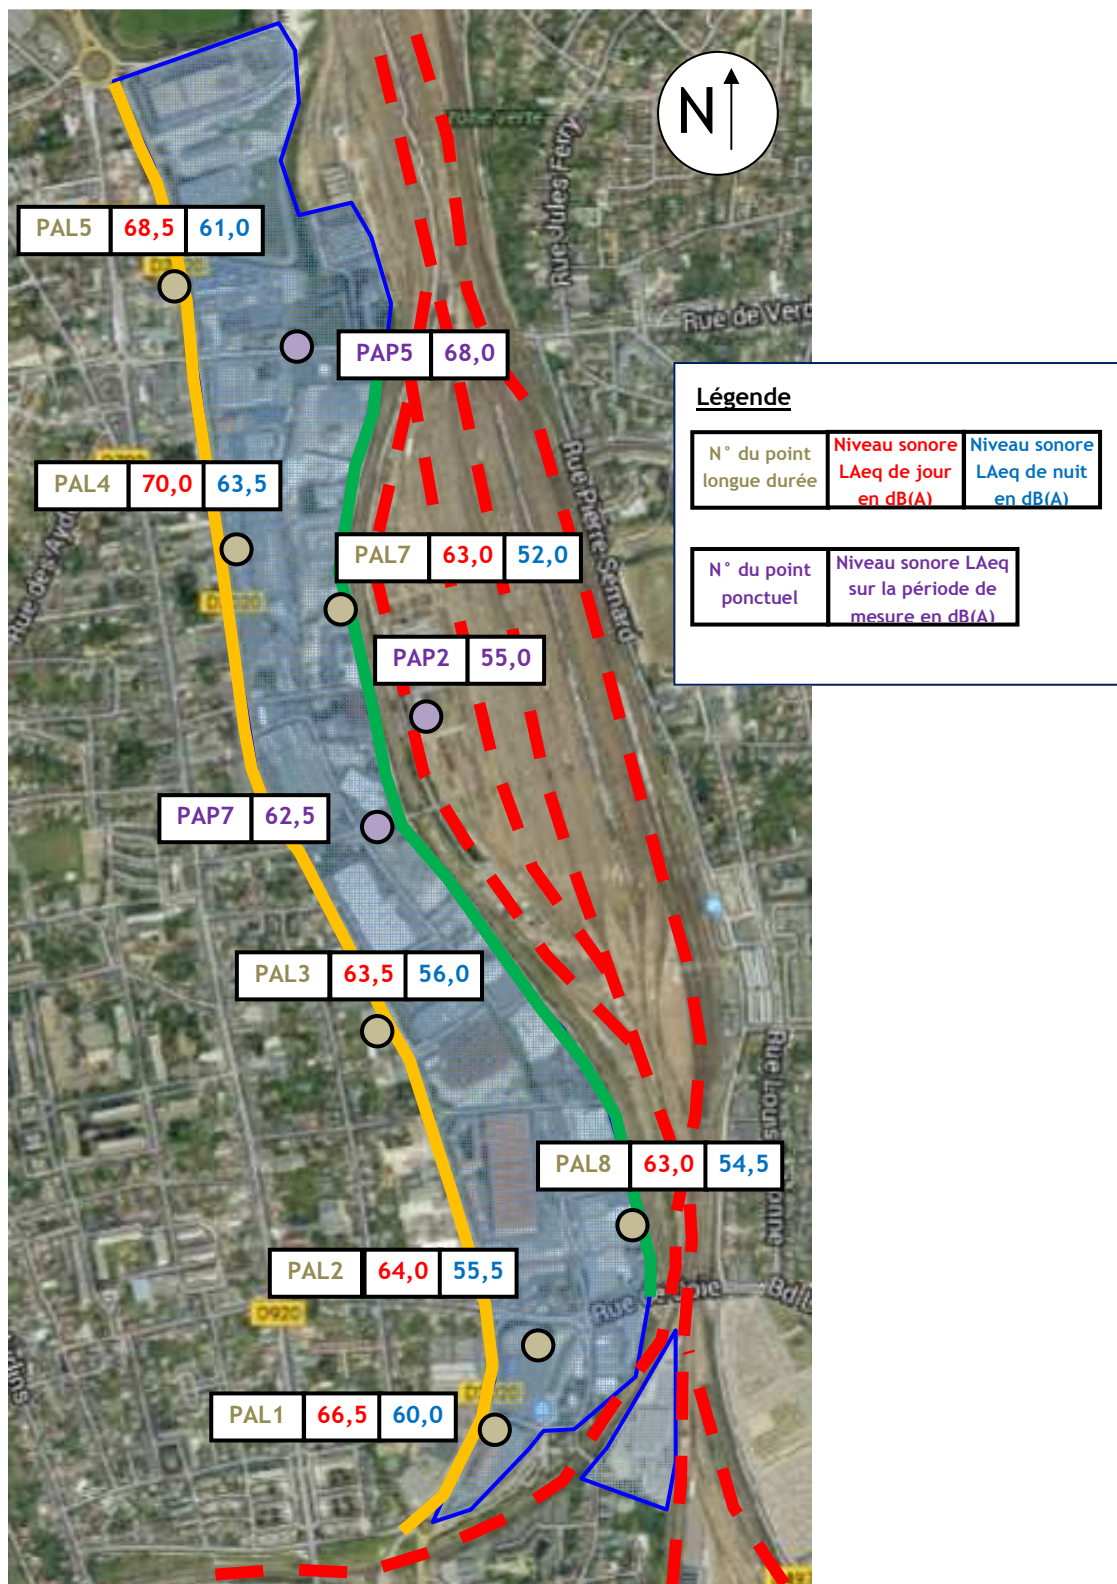 N
Rue Jules Ferry
PAL5 68,5 61,0
Rue de Verd
PAP5 68,0
Légende
N° du point longue durée
Niveau sonore LAeq de jour en dB(A)
Niveau sonore LAeq de nuit en dB(A)
N° du point ponctuel
Niveau sonore LAeq sur la période de mesure en dB(A)
PAL4 70,0 63,5
Rue Pierre Semard
PAL7 63,0 52,0
Rue des Aya
PAP2 55,0
PAP7 62,5
PAL3 63,5 56,0
PAL8 63,0 54,5
PAL2 64,0 55,5
D920
Rue
PAL1 66,5 60,0